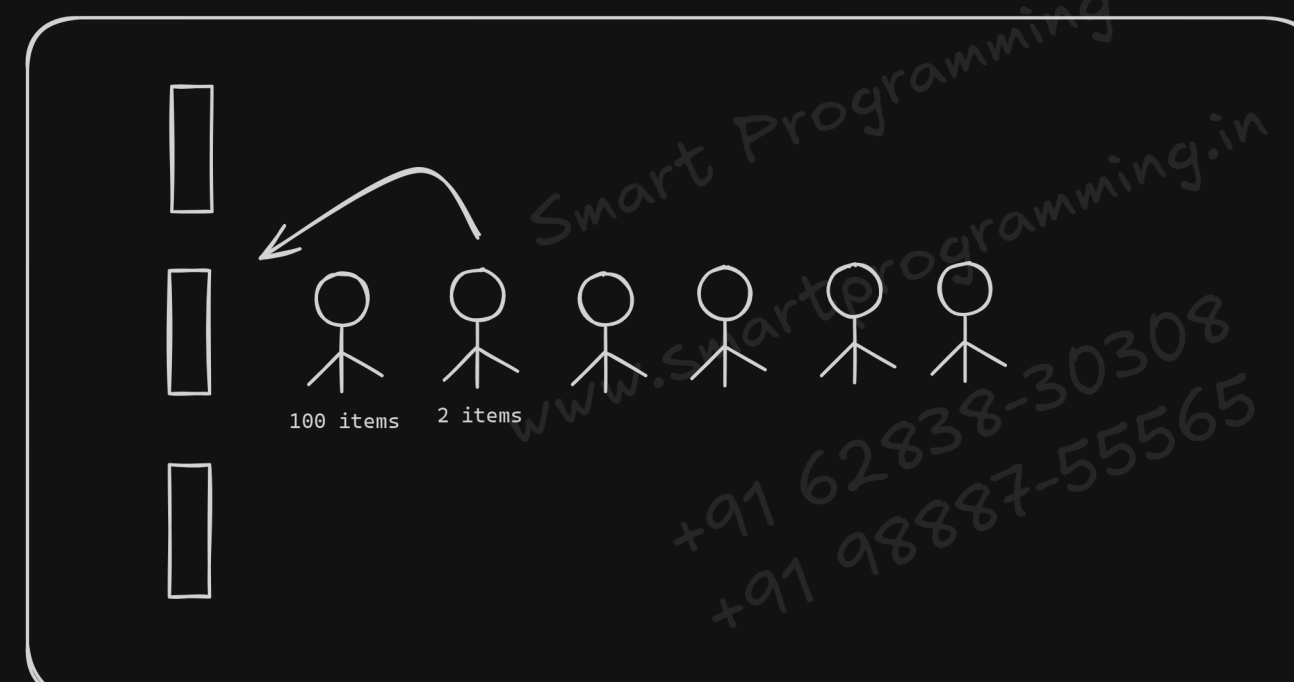 Smart Programming
www.smartprogramming.in
100 items
2 items
+91 62838-30308
+91 98887-55565